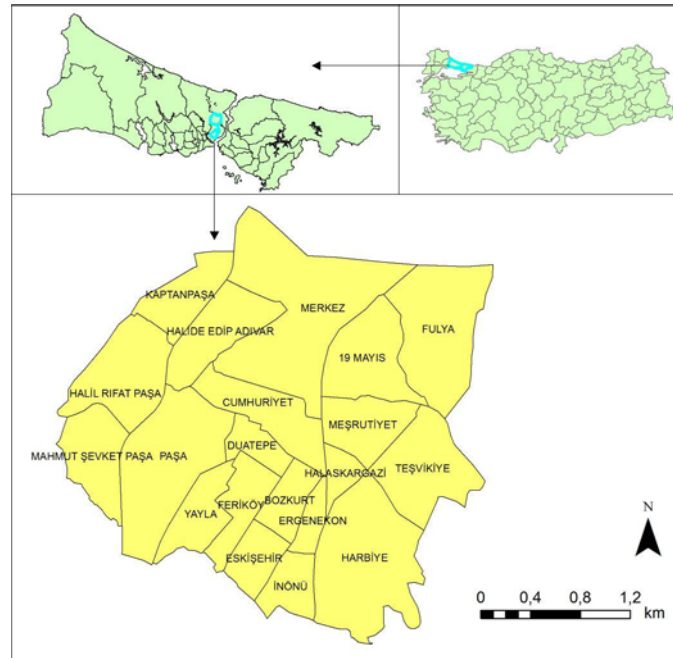 KAPTANPAŞA
MERKEZ
HALİDE EDİP ADIVAR
FULYA
19 MAYIS
HALİL RIFAT PAŞA
CUMHURİYET
MEŞRUTİYET
DUATEPE
MAHMUT ŞEVKET PAŞA
PAŞA
HALASKARGAZİ
TEŞVİKİYE
FERİKÖY
BOZKURT
YAYLA
ERGENEKON
ESKİŞEHİR
HARBİYE
İNÖNÜ
N
0 0,4 0,8 1,2
km